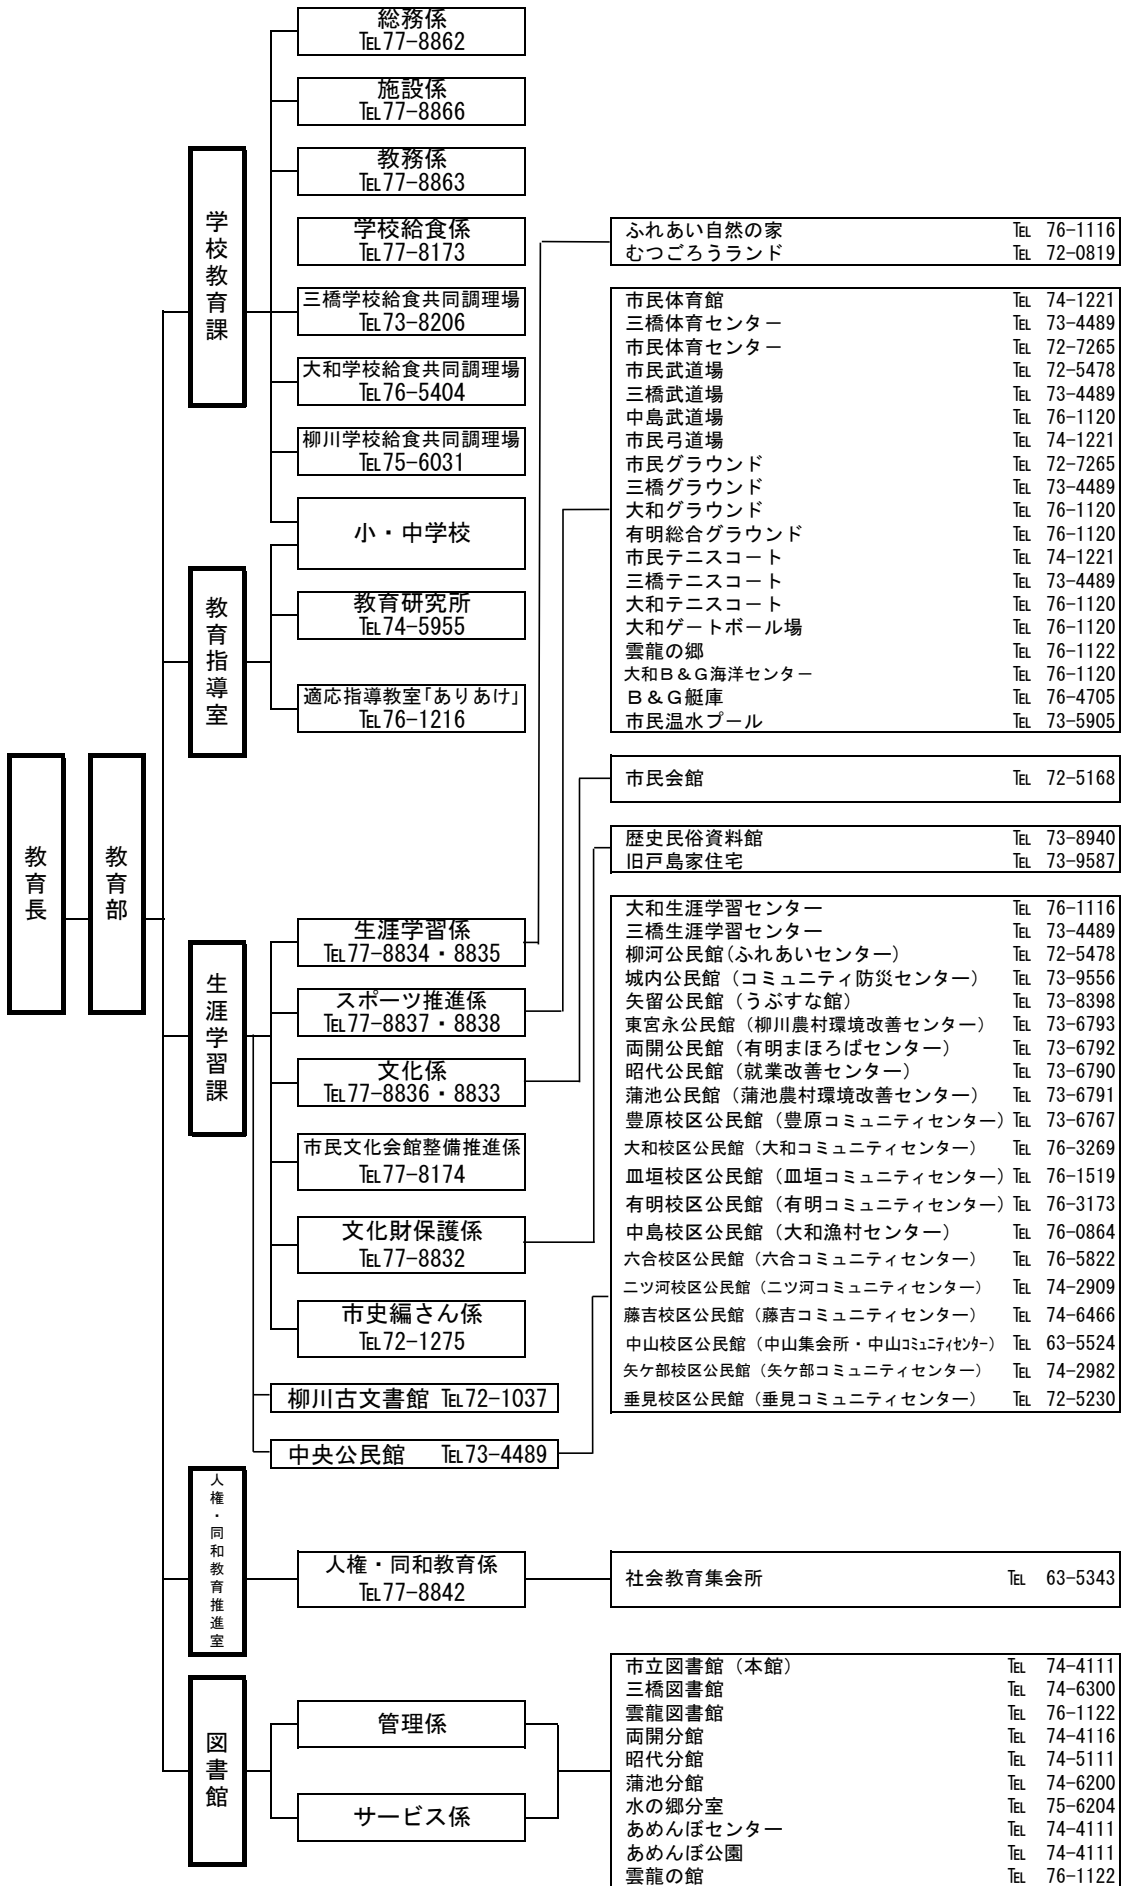 教育長
教育部
学校教育課
総務係
℡77-8862
施設係
℡77-8866
教務係
℡77-8863
学校給食係
℡77-8173
三橋学校給食共同調理場
℡73-8206
大和学校給食共同調理場
℡76-5404
柳川学校給食共同調理場
℡75-6031
小・中学校
教育指導室
教育研究所
℡74-5955
適応指導教室「ありあけ」
℡76-1216
生涯学習課
生涯学習係
℡77-8834・8835
スポーツ推進係
℡77-8837・8838
文化係
℡77-8836・8833
市民文化会館整備推進係
℡77-8174
文化財保護係
℡77-8832
市史編さん係
℡72-1275
柳川古文書館 ℡72-1037
中央公民館 ℡73-4489
ふれあい自然の家 ℡ 76-1116
むつごろうランド ℡ 72-0819
市民体育館 ℡ 74-1221
三橋体育センター ℡ 73-4489
市民体育センター ℡ 72-7265
市民武道場 ℡ 72-5478
三橋武道場 ℡ 73-4489
中島武道場 ℡ 76-1120
市民弓道場 ℡ 74-1221
市民グラウンド ℡ 72-7265
三橋グラウンド ℡ 73-4489
大和グラウンド ℡ 76-1120
有明総合グラウンド ℡ 76-1120
市民テニスコート ℡ 74-1221
三橋テニスコート ℡ 73-4489
大和テニスコート ℡ 76-1120
大和ゲートボール場 ℡ 76-1120
雲龍の郷 ℡ 76-1122
大和Ｂ＆Ｇ海洋センター ℡ 76-1120
Ｂ＆Ｇ艇庫 ℡ 76-4705
市民温水プール ℡ 73-5905
市民会館 ℡ 72-5168
歴史民俗資料館 ℡ 73-8940
旧戸島家住宅 ℡ 73-9587
大和生涯学習センター ℡ 76-1116
三橋生涯学習センター ℡ 73-4489
柳河公民館（ふれあいセンター） ℡ 72-5478
城内公民館（コミュニティ防災センター） ℡ 73-9556
矢留公民館（うぶすな館） ℡ 73-8398
東宮永公民館（柳川農村環境改善センター） ℡ 73-6793
両開公民館（有明まほろばセンター） ℡ 73-6792
昭代公民館（就業改善センター） ℡ 73-6790
蒲池公民館（蒲池農村環境改善センター） ℡ 73-6791
豊原校区公民館（豊原コミュニティセンター） ℡ 73-6767
大和校区公民館（大和コミュニティセンター） ℡ 76-3269
皿垣校区公民館（皿垣コミュニティセンター） ℡ 76-1519
有明校区公民館（有明コミュニティセンター） ℡ 76-3173
中島校区公民館（大和漁村センター） ℡ 76-0864
六合校区公民館（六合コミュニティセンター） ℡ 76-5822
二ツ河校区公民館（二ツ河コミュニティセンター） ℡ 74-2909
藤吉校区公民館（藤吉コミュニティセンター） ℡ 74-6466
中山校区公民館（中山集会所・中山ｺﾐｭﾆﾃｨｾﾝﾀｰ） ℡ 63-5524
矢ケ部校区公民館（矢ケ部コミュニティセンター） ℡ 74-2982
垂見校区公民館（垂見コミュニティセンター） ℡ 72-5230
人権・同和教育推進室
人権・同和教育係
℡77-8842
社会教育集会所 ℡ 63-5343
図書館
管理係
サービス係
市立図書館（本館） ℡ 74-4111
三橋図書館 ℡ 74-6300
雲龍図書館 ℡ 76-1122
両開分館 ℡ 74-4116
昭代分館 ℡ 74-5111
蒲池分館 ℡ 74-6200
水の郷分室 ℡ 75-6204
あめんぼセンター ℡ 74-4111
あめんぼ公園 ℡ 74-4111
雲龍の館 ℡ 76-1122